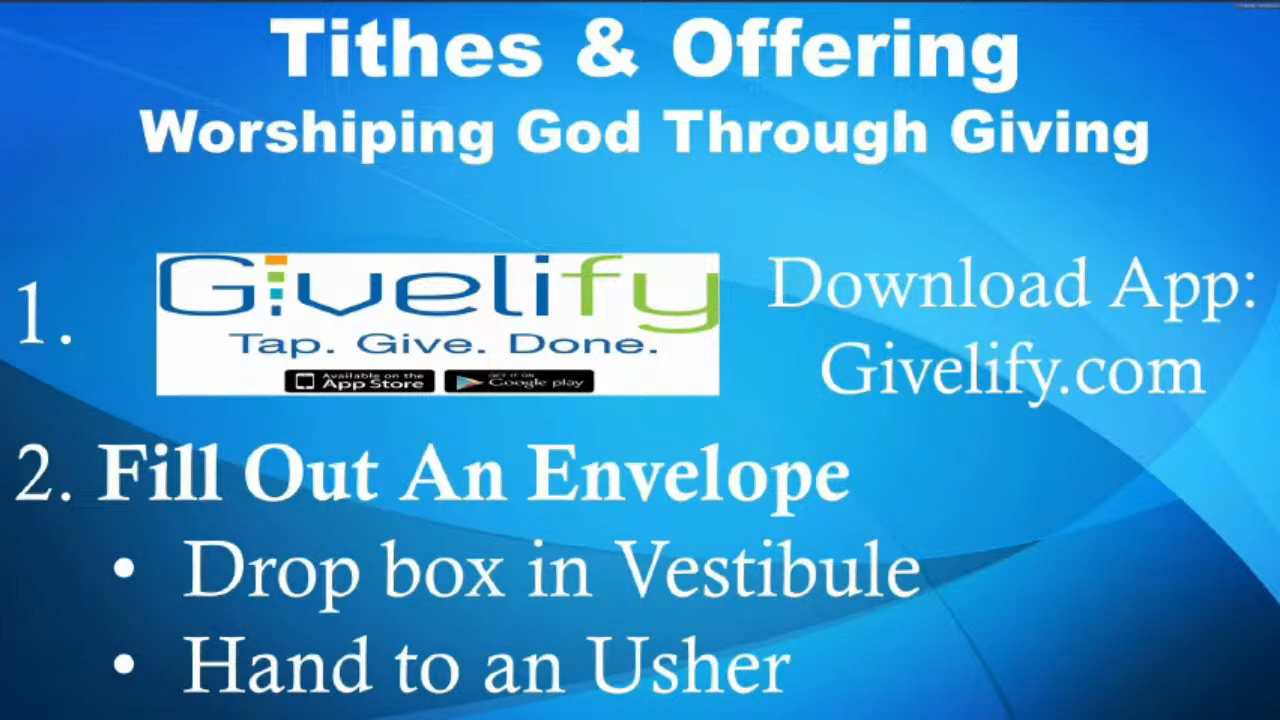 Tithes & Offering
Worshiping God Through Giving
1.
Givelify
Tap. Give. Done.
Available on the
App Store
GET IT ON
Google play
Download App:
Givelify.com
2. Fill Out An Envelope
• Drop box in Vestibule
• Hand to an Usher